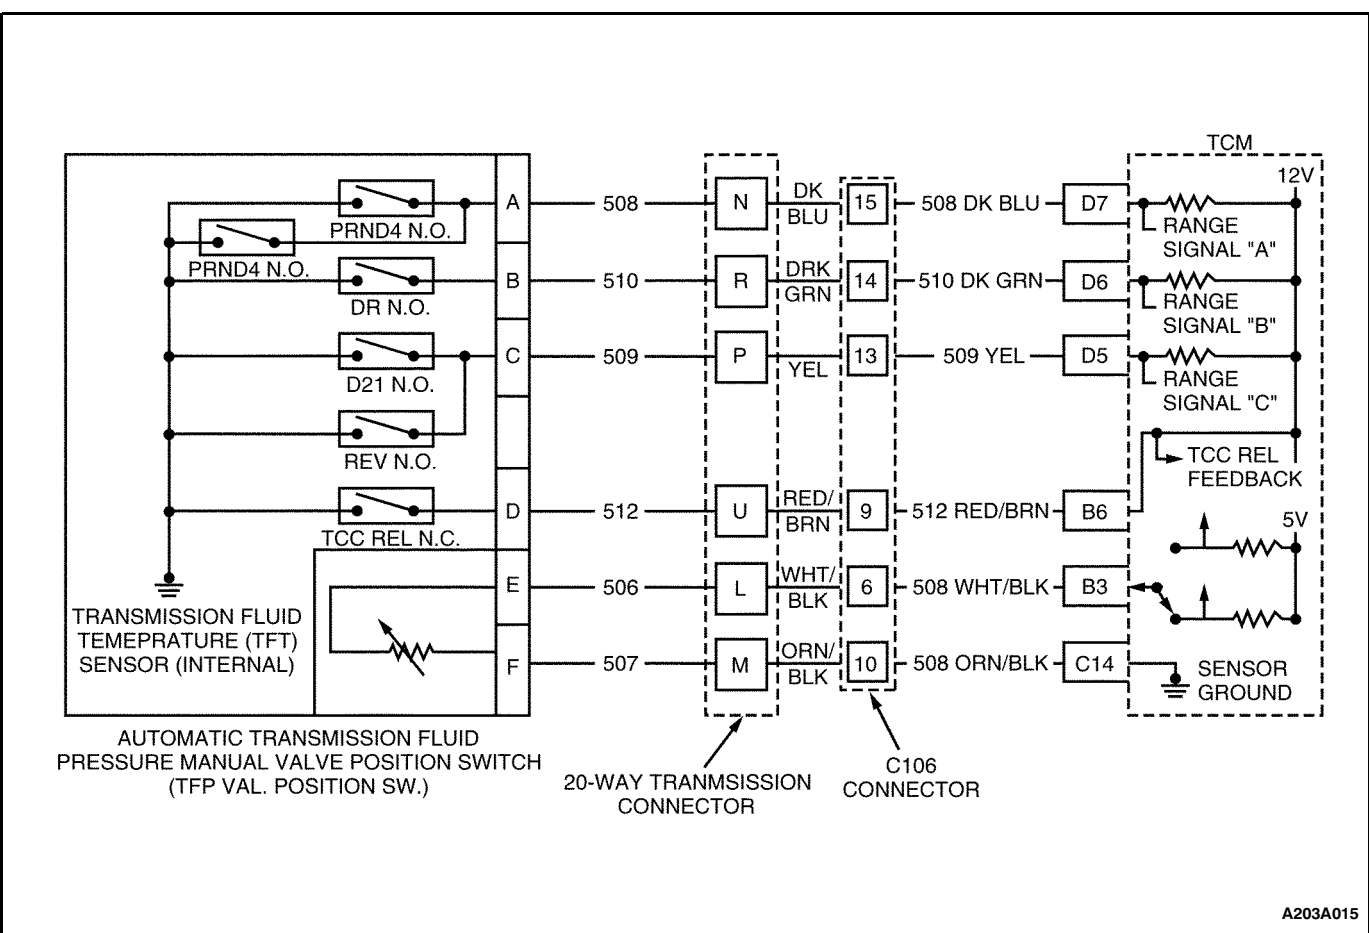 TCM
12V
A
508
N
DK
BLU
15
508 DK BLU
D7
RANGE
SIGNAL "A"
PRND4 N.O.
PRND4 N.O.
B
510
R
DRK
GRN
14
510 DK GRN
D6
RANGE
SIGNAL "B"
DR N.O.
C
509
P
YEL
13
509 YEL
D5
RANGE
SIGNAL "C"
D21 N.O.
REV N.O.
TCC REL
FEEDBACK
D
512
U
RED/
BRN
9
512 RED/BRN
B6
5V
TCC REL N.C.
E
506
L
WHT/
BLK
6
508 WHT/BLK
B3
TRANSMISSION FLUID
TEMEPRATURE (TFT)
SENSOR (INTERNAL)
F
507
M
ORN/
BLK
10
508 ORN/BLK
C14
SENSOR
GROUND
AUTOMATIC TRANSMISSION FLUID
PRESSURE MANUAL VALVE POSITION SWITCH
(TFP VAL. POSITION SW.)
20-WAY TRANMSISSION
CONNECTOR
C106
CONNECTOR
A203A015